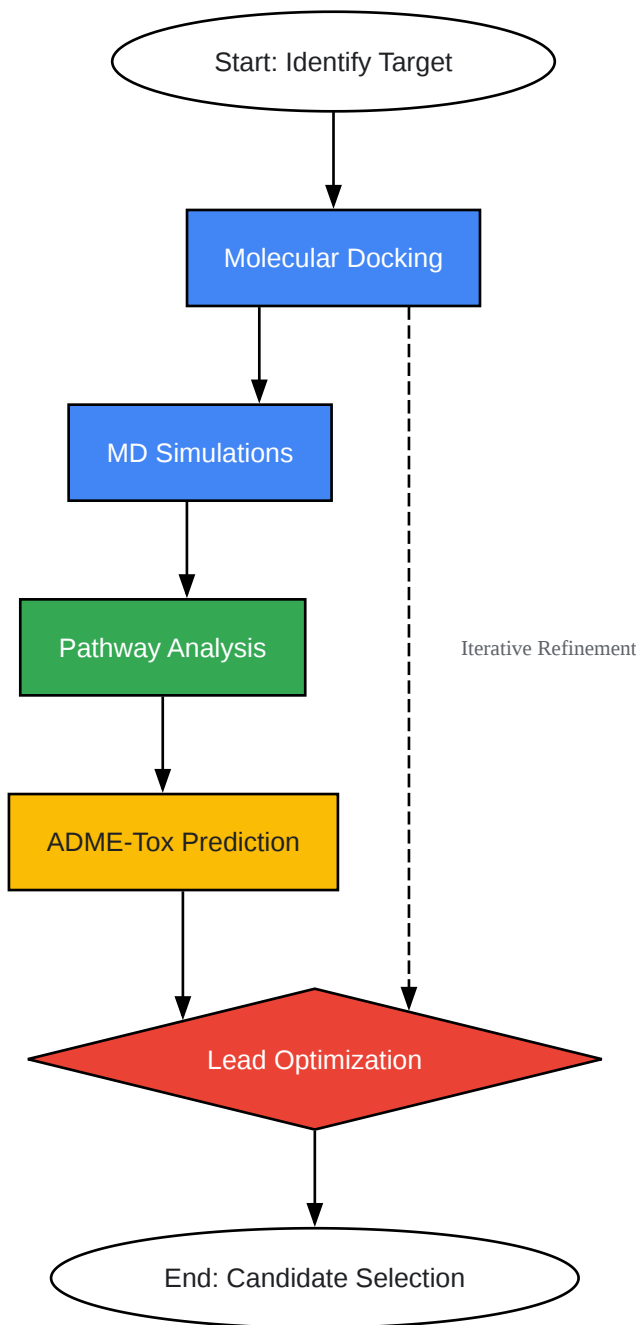 Start: Identify Target
Molecular Docking
MD Simulations
Pathway Analysis
Iterative Refinement
ADME-Tox Prediction
Lead Optimization
End: Candidate Selection